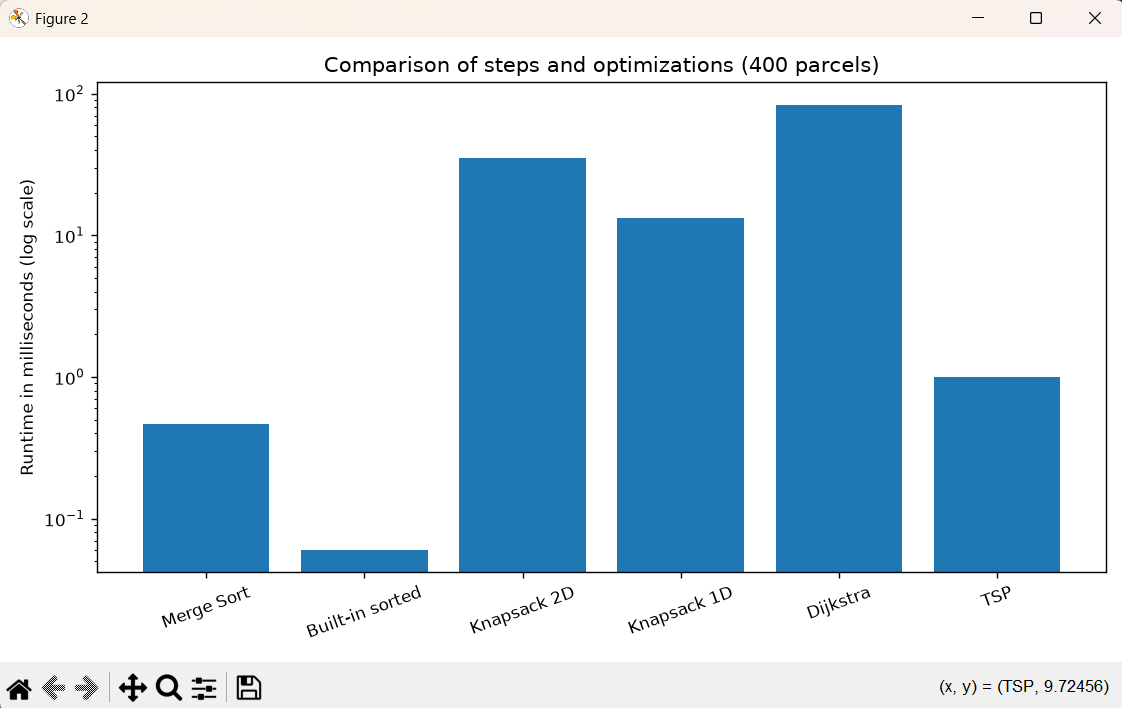 Figure 2
Comparison of steps and optimizations (400 parcels)
10²
10¹
10⁰
10⁻¹
Runtime in milliseconds (log scale)
Merge Sort
Built-in sorted
Knapsack 2D
Knapsack 1D
Dijkstra
TSP
(x, y) = (TSP, 9.72456)